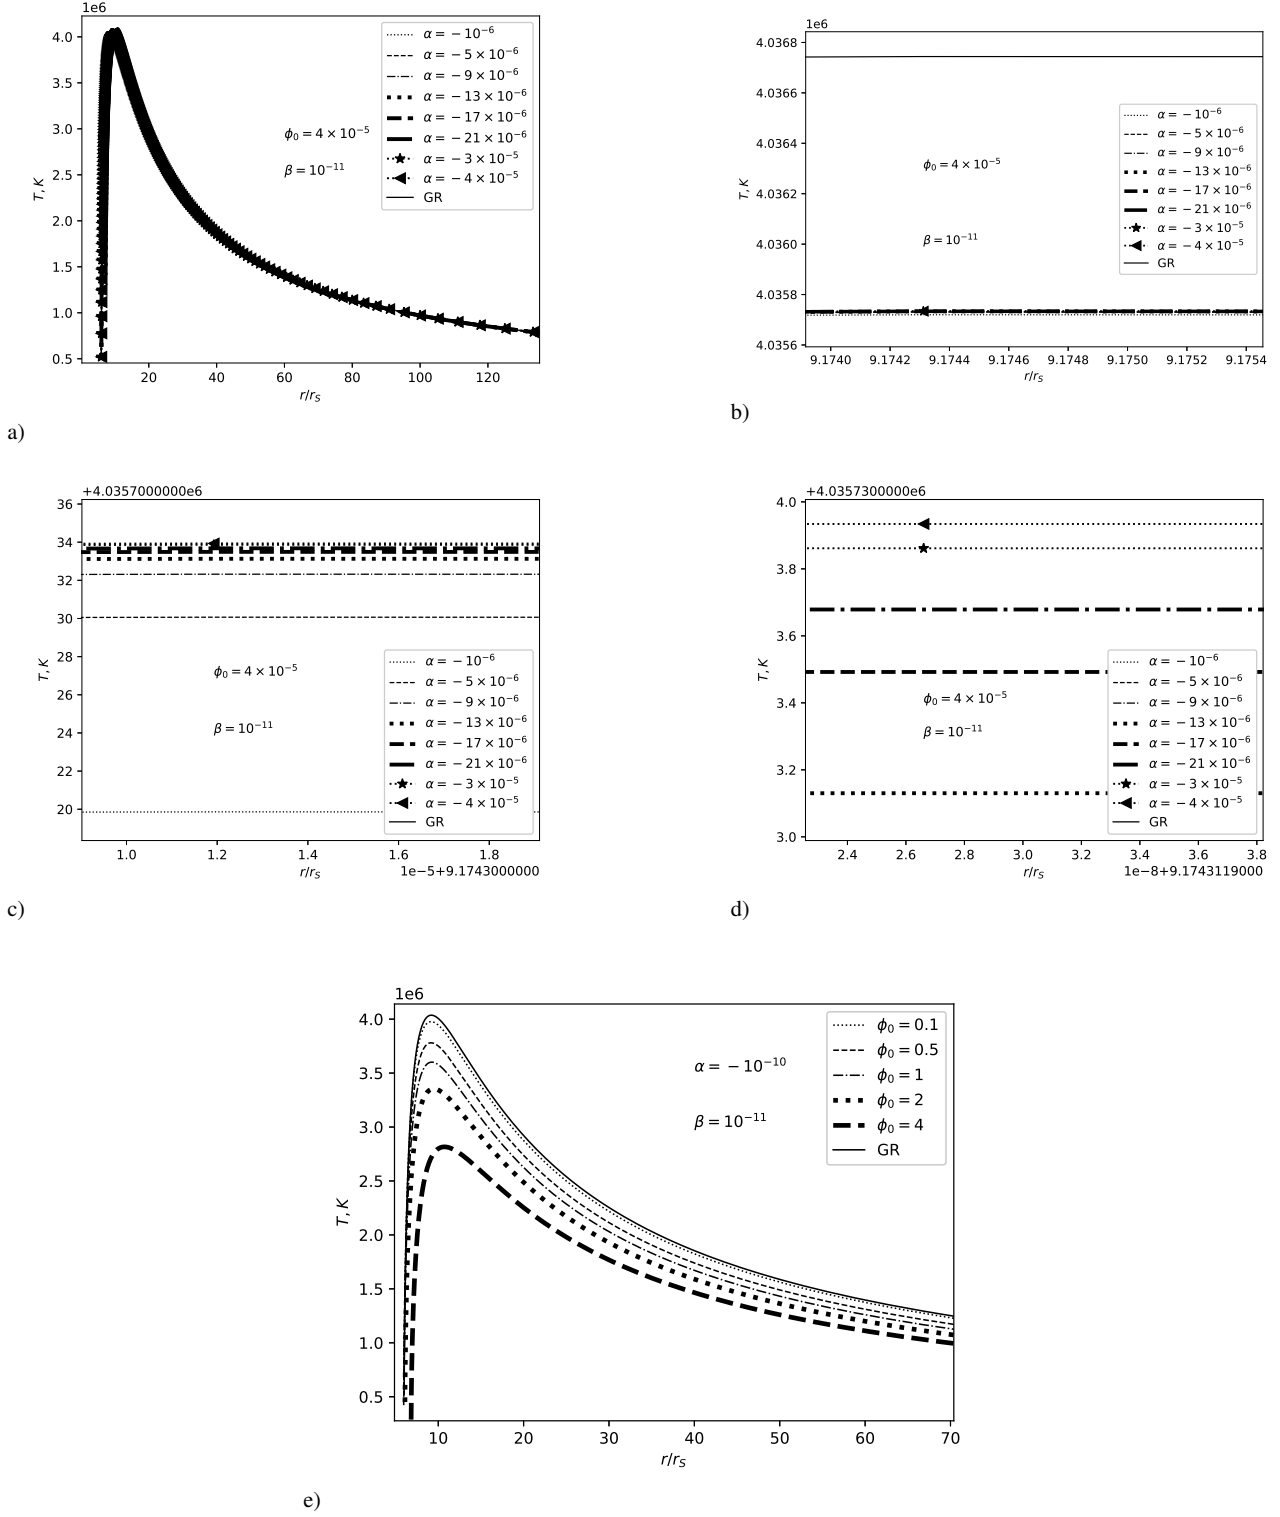 1e6
4.0
3.5
3.0
2.5
2.0
1.5
1.0
0.5
T, K
20
40
60
80
100
120
r/r_S
ϕ₀ = 4 × 10⁻⁵
β = 10⁻¹¹
α = − 10⁻⁶
α = − 5 × 10⁻⁶
α = − 9 × 10⁻⁶
α = − 13 × 10⁻⁶
α = − 17 × 10⁻⁶
α = − 21 × 10⁻⁶
α = − 3 × 10⁻⁵
α = − 4 × 10⁻⁵
GR
a)
1e6
4.0368
4.0366
4.0364
4.0362
4.0360
4.0358
4.0356
T, K
9.1740
9.1742
9.1744
9.1746
9.1748
9.1750
9.1752
9.1754
r/r_S
ϕ₀ = 4 × 10⁻⁵
β = 10⁻¹¹
α = − 10⁻⁶
α = − 5 × 10⁻⁶
α = − 9 × 10⁻⁶
α = − 13 × 10⁻⁶
α = − 17 × 10⁻⁶
α = − 21 × 10⁻⁶
α = − 3 × 10⁻⁵
α = − 4 × 10⁻⁵
GR
b)
+4.0357000000e6
36
34
32
30
28
26
24
22
20
T, K
1.0
1.2
1.4
1.6
1.8
r/r_S
1e-5+9.1743000000
ϕ₀ = 4 × 10⁻⁵
β = 10⁻¹¹
α = − 10⁻⁶
α = − 5 × 10⁻⁶
α = − 9 × 10⁻⁶
α = − 13 × 10⁻⁶
α = − 17 × 10⁻⁶
α = − 21 × 10⁻⁶
α = − 3 × 10⁻⁵
α = − 4 × 10⁻⁵
GR
c)
+4.0357300000e6
4.0
3.8
3.6
3.4
3.2
3.0
T, K
2.4
2.6
2.8
3.0
3.2
3.4
3.6
3.8
r/r_S
1e-8+9.1743119000
ϕ₀ = 4 × 10⁻⁵
β = 10⁻¹¹
α = − 10⁻⁶
α = − 5 × 10⁻⁶
α = − 9 × 10⁻⁶
α = − 13 × 10⁻⁶
α = − 17 × 10⁻⁶
α = − 21 × 10⁻⁶
α = − 3 × 10⁻⁵
α = − 4 × 10⁻⁵
GR
d)
1e6
4.0
3.5
3.0
2.5
2.0
1.5
1.0
0.5
T, K
10
20
30
40
50
60
70
r/r_S
α = − 10⁻¹⁰
β = 10⁻¹¹
ϕ₀ = 0.1
ϕ₀ = 0.5
ϕ₀ = 1
ϕ₀ = 2
ϕ₀ = 4
GR
e)